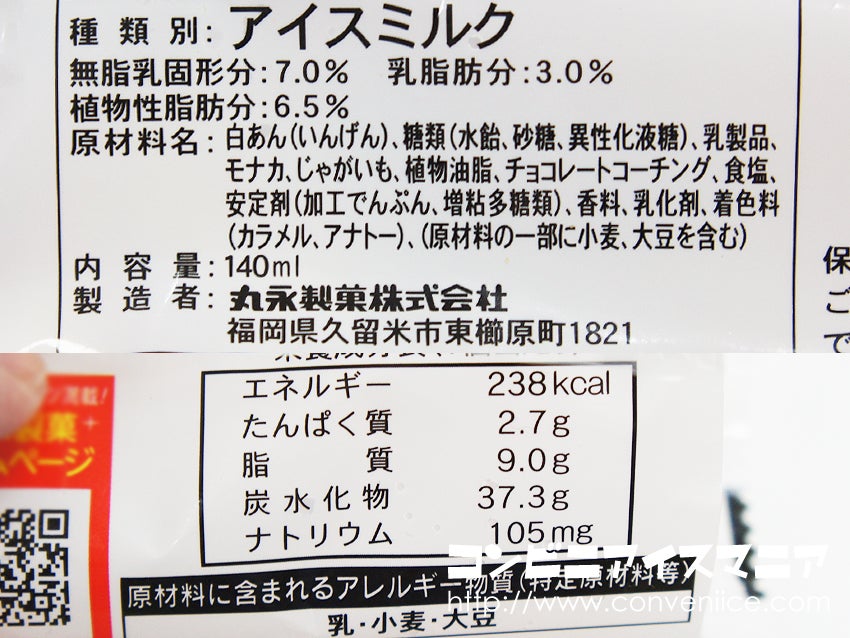 種類別：アイスミルク
無脂乳固形分：7.0％　乳脂肪分：3.0％
植物性脂肪分：6.5％
原材料名：白あん（いんげん）、糖類（水飴、砂糖、異性化液糖）、乳製品、
モナカ、じゃがいも、植物油脂、チョコレートコーチング、食塩、
安定剤（加工でんぷん、増粘多糖類）、香料、乳化剤、着色料
（カラメル、アナトー）、（原材料の一部に小麦、大豆を含む）
内容量：140ml
製造者：丸永製菓株式会社
福岡県久留米市東櫛原町1821
保
ご
で
エネルギー 238kcal
たんぱく質 2.7g
脂質 9.0g
炭水化物 37.3g
ナトリウム 105mg
満載！
製菓
ページ
原材料に含まれるアレルギー物質（特定原材料等）
乳・小麦・大豆
コンビニアイスマニア
http://www.conveniice.com/